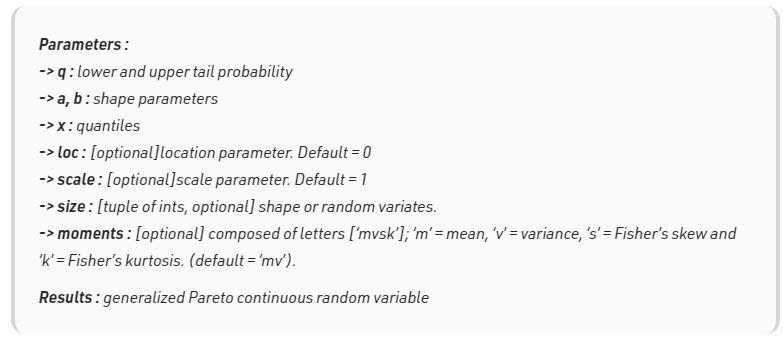 Parameters :
-> q : lower and upper tail probability
-> a, b : shape parameters
-> x : quantiles
-> loc : [optional]location parameter. Default = 0
-> scale : [optional]scale parameter. Default = 1
-> size : [tuple of ints, optional] shape or random variates.
-> moments : [optional] composed of letters [‘mvsk’]; ‘m’ = mean, ‘v’ = variance, ‘s’ = Fisher’s skew and
‘k’ = Fisher’s kurtosis. (default = ‘mv’).
Results : generalized Pareto continuous random variable